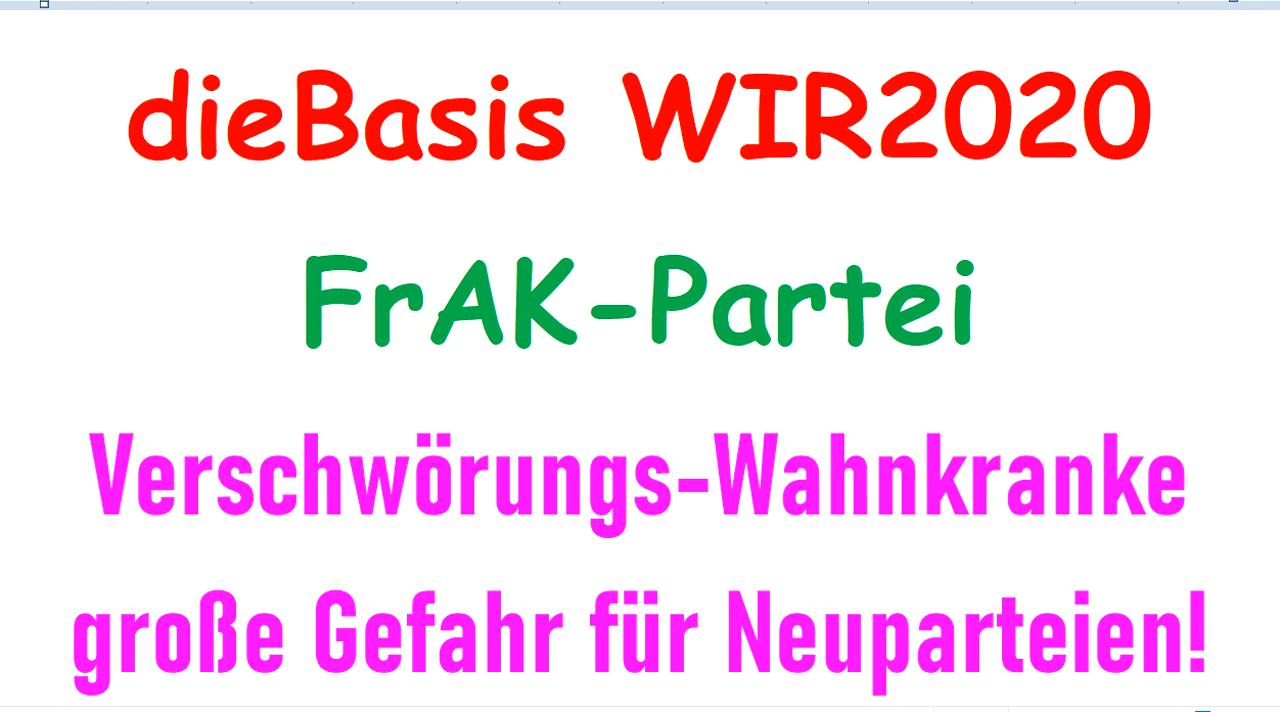 dieBasis WIR2020
FrAK-Partei
Verschwörungs-Wahnkranke
große Gefahr für Neuparteien!